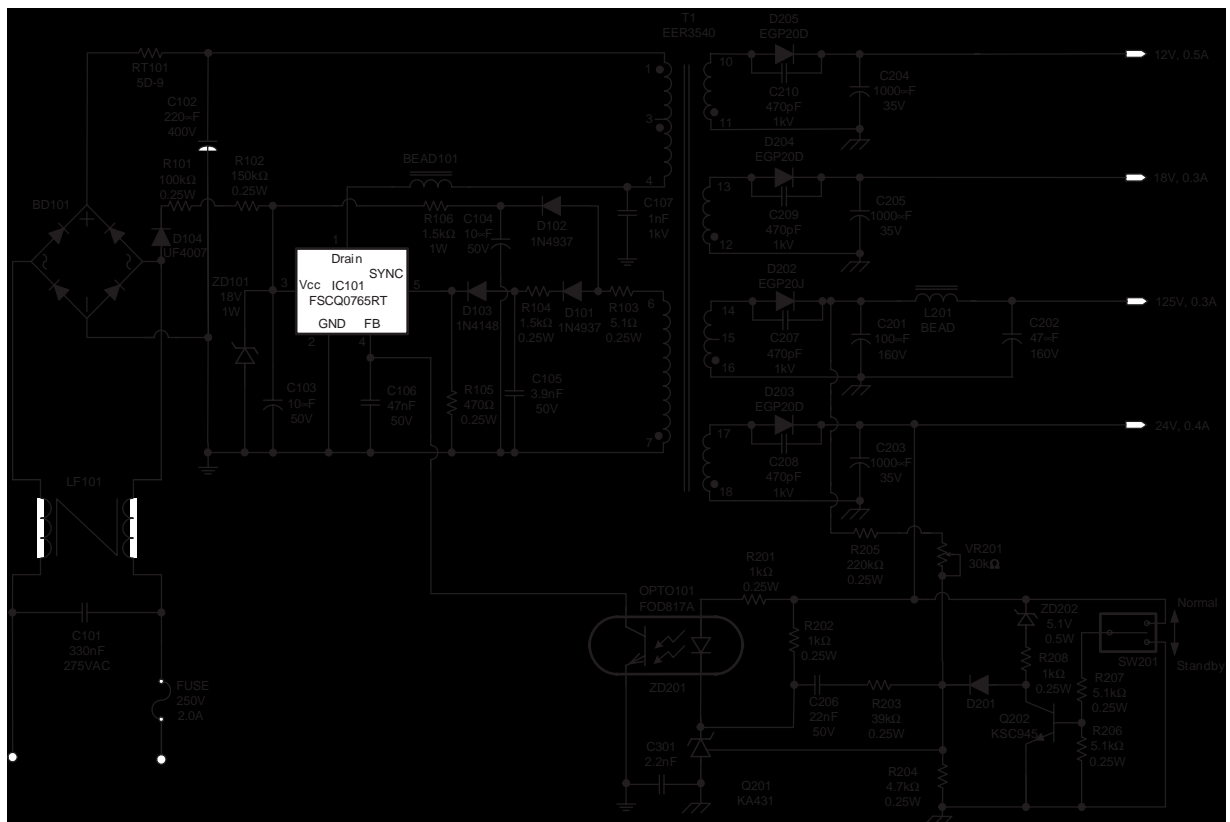 T1
EER3540
D205
EGP20D
C210
470pF
1kV
C204
1000∞F
35V
12V, 0.5A
10
11
1
3
4
RT101
5D-9
C102
220∞F
400V
R101
100kΩ
0.25W
R102
150kΩ
0.25W
BEAD101
BD101
D104
UF4007
R106
1.5kΩ
1W
C104
10∞F
50V
D102
1N4937
C107
1nF
1kV
D204
EGP20D
C209
470pF
1kV
C205
1000∞F
35V
18V, 0.3A
13
12
ZD101
18V
1W
1
Drain
SYNC
3
Vcc
IC101
FSCQ0765RT
5
GND
FB
2
4
D103
1N4148
R104
1.5kΩ
0.25W
D101
1N4937
R103
5.1Ω
0.25W
6
7
D202
EGP20J
C207
470pF
1kV
14
15
16
C201
100∞F
160V
L201
BEAD
C202
47∞F
160V
125V, 0.3A
C103
10∞F
50V
C106
47nF
50V
R105
470Ω
0.25W
C105
3.9nF
50V
D203
EGP20D
C208
470pF
1kV
17
18
C203
1000∞F
35V
24V, 0.4A
LF101
C101
330nF
275VAC
FUSE
250V
2.0A
OPTO101
FOD817A
ZD201
R201
1kΩ
0.25W
R205
220kΩ
0.25W
VR201
30kΩ
R202
1kΩ
0.25W
C206
22nF
50V
R203
39kΩ
0.25W
D201
ZD202
5.1V
0.5W
R208
1kΩ
0.25W
Normal
SW201
Standby
R207
5.1kΩ
0.25W
Q202
KSC945
R206
5.1kΩ
0.25W
C301
2.2nF
Q201
KA431
R204
4.7kΩ
0.25W